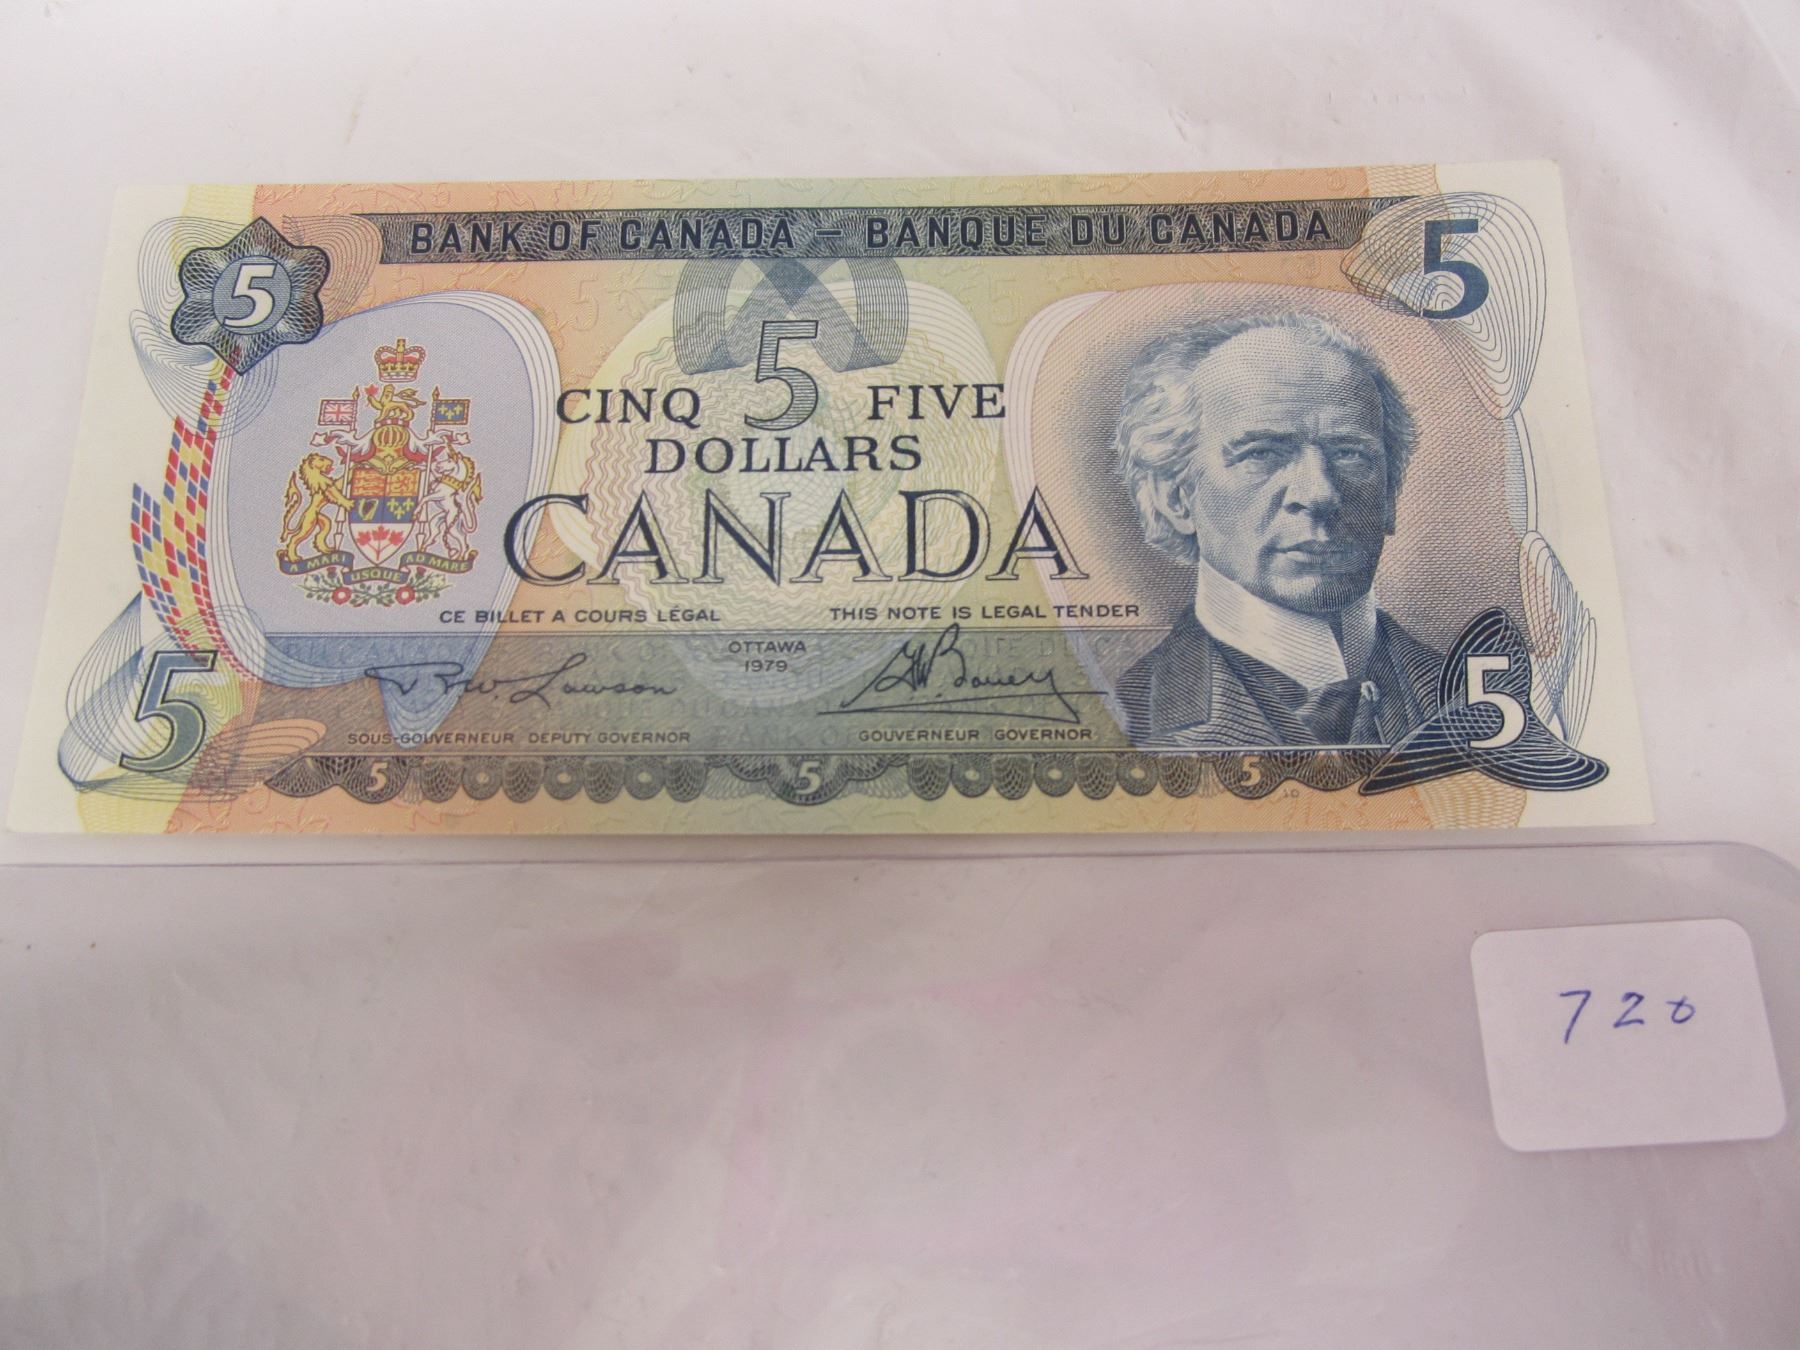 BANK OF CANADA — BANQUE DU CANADA
5
5
5
CINQ FIVE
DOLLARS
CANADA
A MARI USQUE AD MARE
CE BILLET A COURS LÉGAL THIS NOTE IS LEGAL TENDER
OTTAWA
1979
R.W. Lawson
G.W. Bouey
SOUS-GOUVERNEUR DEPUTY GOVERNOR GOUVERNEUR GOVERNOR
5
5
5 5 5
720